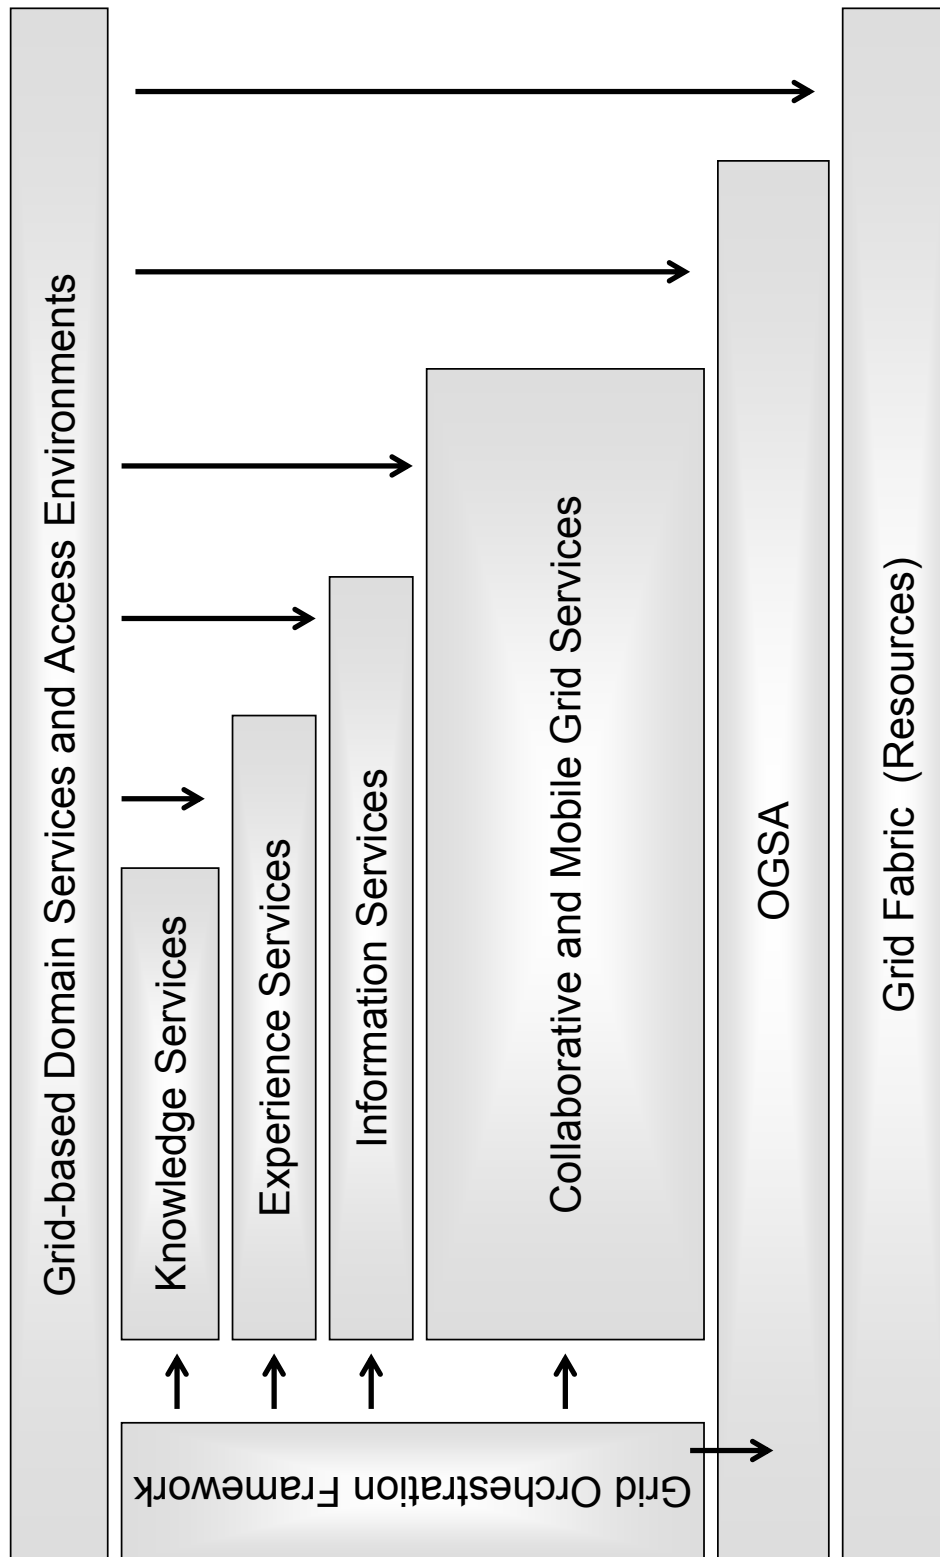 Grid-based Domain Services and Access Environments
Knowledge Services
Experience Services
Information Services
Collaborative and Mobile Grid Services
Grid Orchestration Framework
OGSA
Grid Fabric (Resources)